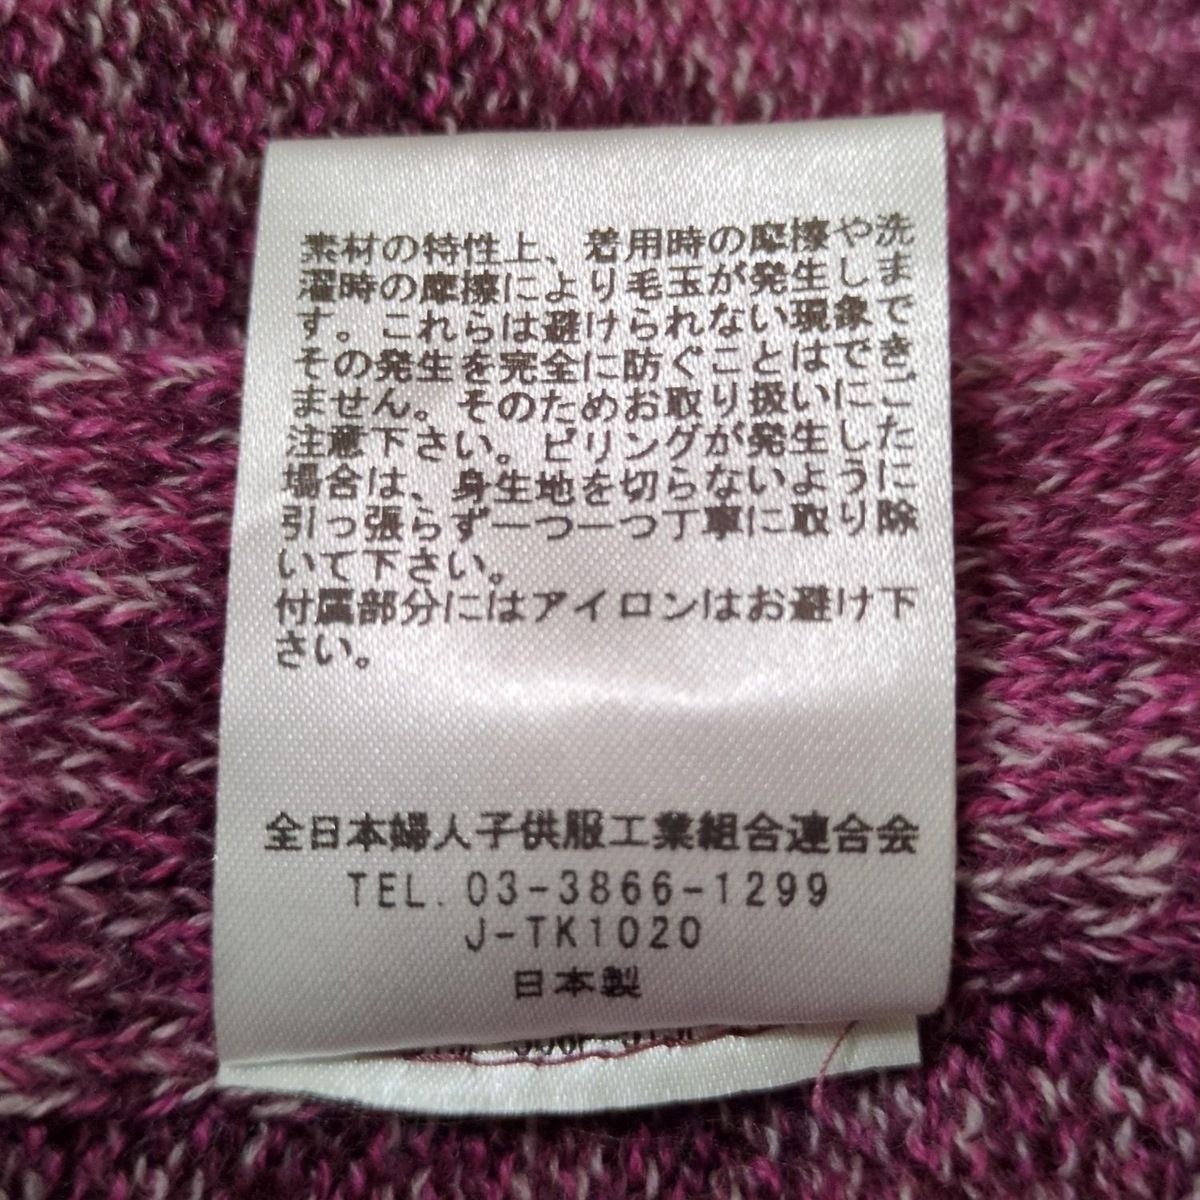 素材の特性上、着用時の摩擦や洗
濯時の摩擦により毛玉が発生しま
す。これらは避けられない現象で
その発生を完全に防ぐことはでき
ません。そのためお取り扱いにご
注意下さい。ピリングが発生した
場合は、身生地を切らないように
引っ張らず一つ一つ丁寧に取り除
いて下さい。
付属部分にはアイロンはお避け下
さい。
全日本婦人子供服工業組合連合会
TEL. 03-3866-1299
J-TK1020
日本製